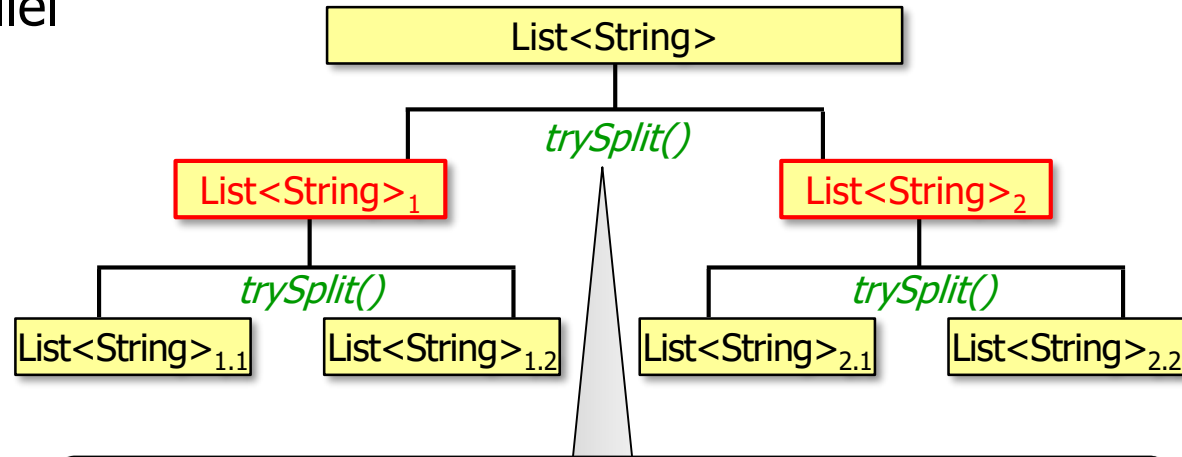 List<String>
trySplit()
List<String>1
List<String>2
trySplit()
trySplit()
List<String>1.1
List<String>1.2
List<String>2.1
List<String>2.2